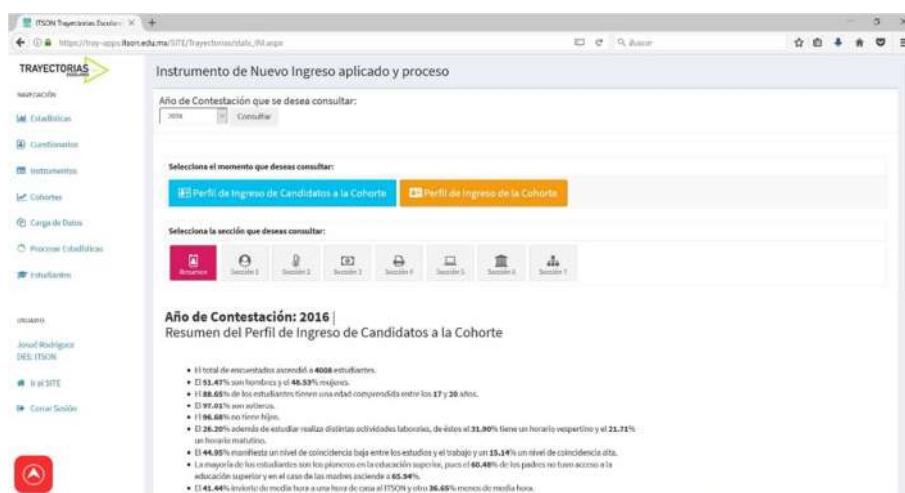 ITSON Trayectorias Escolar
https://tray-apps.itson.edu.mx/SITE/Trayectorias/stats_INI.aspx
Buscar
TRAYECTORIAS
Instrumento de Nuevo Ingreso aplicado y proceso
NAVEGACIÓN
Año de Contestación que se desea consultar:
2016 Consultar
Estadísticas
Cuestionarios
Instrumentos
Cohortes
Carga de Datos
Procesar Estadísticas
Estudiantes
Selecciona el momento que deseas consultar:
Perfil de Ingreso de Candidatos a la Cohorte
Perfil de Ingreso de la Cohorte
Selecciona la sección que deseas consultar:
Resumen Sección 1 Sección 2 Sección 3 Sección 4 Sección 5 Sección 6 Sección 7
USUARIO
Josué Rodríguez
DES: ITSON
Ir al SITE
Cerrar Sesión
Año de Contestación: 2016 |
Resumen del Perfil de Ingreso de Candidatos a la Cohorte
El total de encuestados ascendió a 4008 estudiantes.
El 51.47% son hombres y el 48.53% mujeres.
El 88.65% de los estudiantes tienen una edad comprendida entre los 17 y 20 años.
El 97.01% son solteros.
El 96.68% no tiene hijos.
El 26.20% además de estudiar realiza distintas actividades laborales, de éstos el 31.90% tiene un horario vespertino y el 21.71%
un horario matutino.
El 44.95% manifiesta un nivel de coincidencia baja entre los estudios y el trabajo y un 15.14% un nivel de coincidencia alta.
La mayoría de los estudiantes son los pioneros en la educación superior, pues el 60.48% de los padres no tuvo acceso a la
educación superior y en el caso de las madres asciende a 65.94%.
El 41.44% invierte de media hora a una hora de casa al ITSON y otro 36.65% menos de media hora.